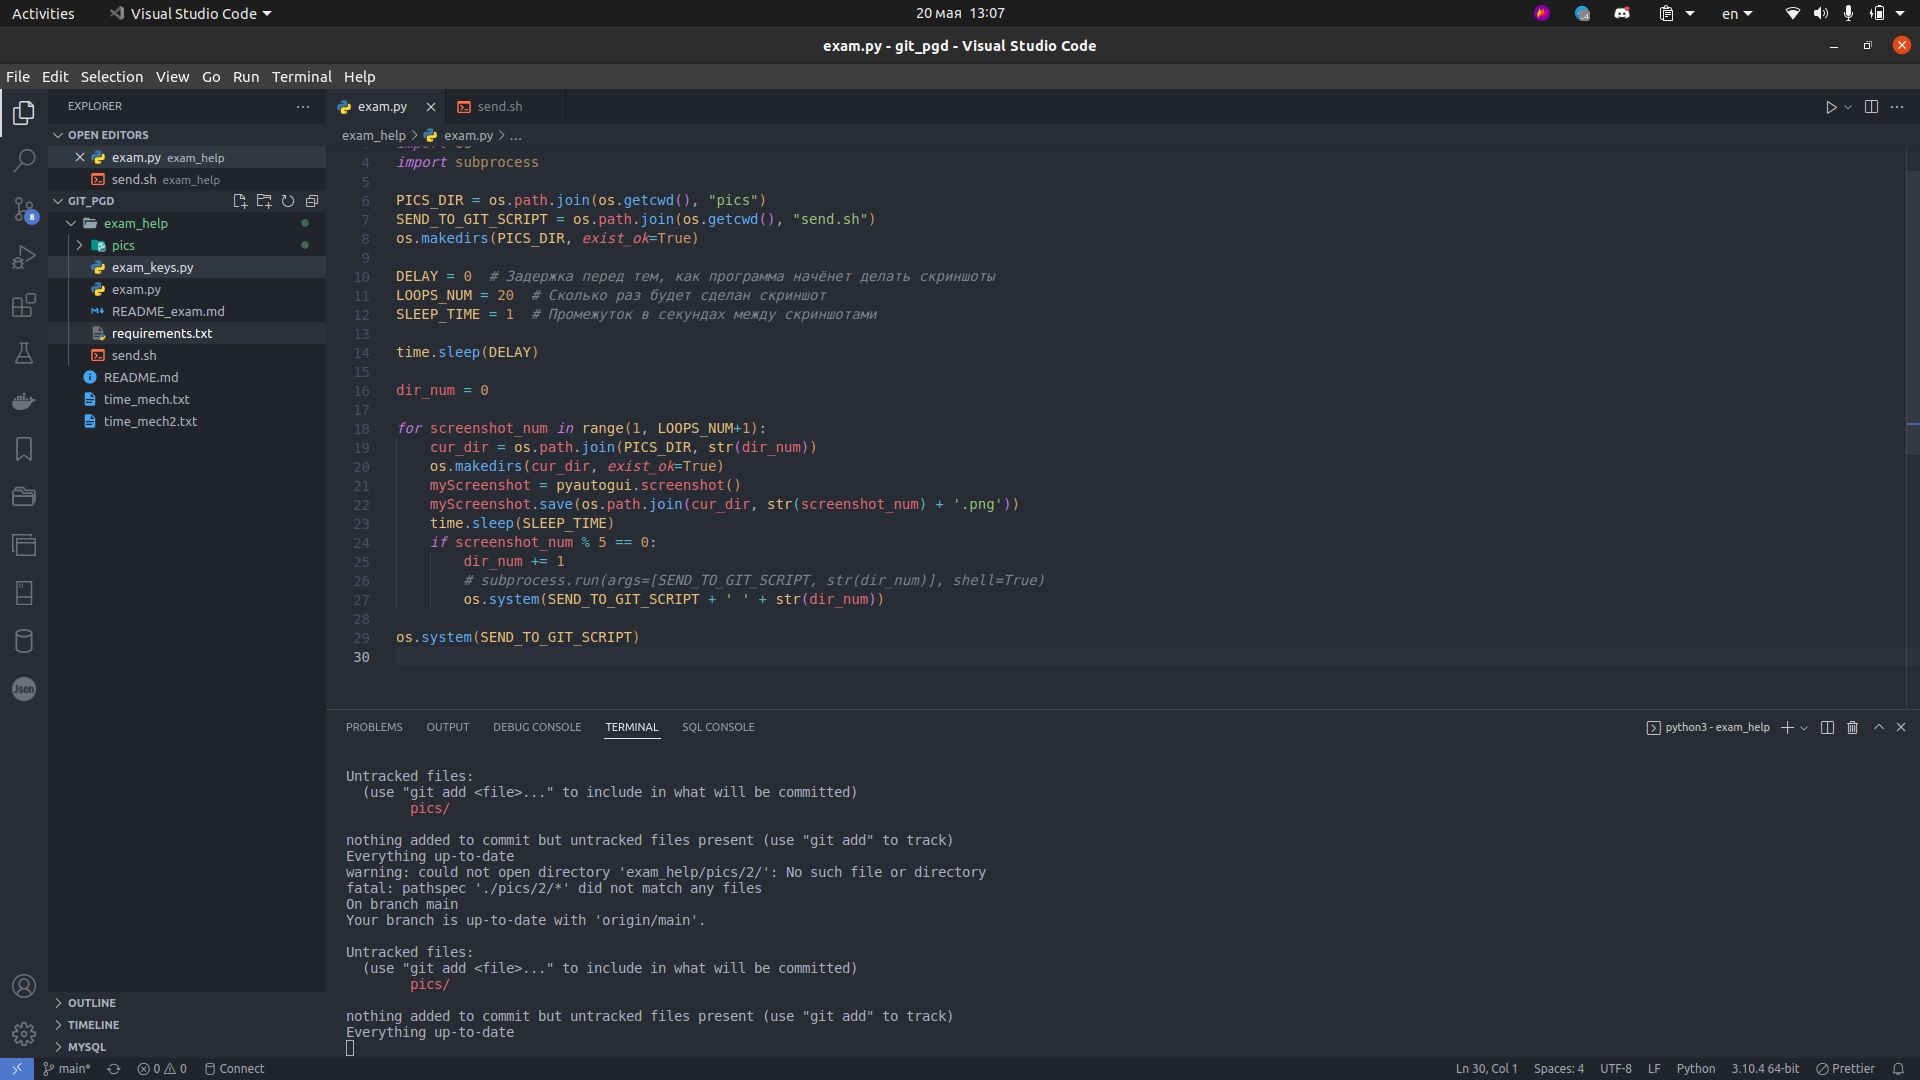 Activities
Visual Studio Code
20 мая 13:07
en
exam.py - git_pgd - Visual Studio Code
File Edit Selection View Go Run Terminal Help
EXPLORER
OPEN EDITORS
exam.py exam_help
send.sh exam_help
GIT_PGD
exam_help
pics
exam_keys.py
exam.py
README_exam.md
requirements.txt
send.sh
README.md
time_mech.txt
time_mech2.txt
OUTLINE
TIMELINE
MYSQL
8
Json
exam.py
send.sh
exam_help > exam.py > ...
3 import os
4 import subprocess
5
6 PICS_DIR = os.path.join(os.getcwd(), "pics")
7 SEND_TO_GIT_SCRIPT = os.path.join(os.getcwd(), "send.sh")
8 os.makedirs(PICS_DIR, exist_ok=True)
9
10 DELAY = 0  # Задержка перед тем, как программа начёнет делать скриншоты
11 LOOPS_NUM = 20  # Сколько раз будет сделан скриншот
12 SLEEP_TIME = 1  # Промежуток в секундах между скриншотами
13
14 time.sleep(DELAY)
15
16 dir_num = 0
17
18 for screenshot_num in range(1, LOOPS_NUM+1):
19     cur_dir = os.path.join(PICS_DIR, str(dir_num))
20     os.makedirs(cur_dir, exist_ok=True)
21     myScreenshot = pyautogui.screenshot()
22     myScreenshot.save(os.path.join(cur_dir, str(screenshot_num) + '.png'))
23     time.sleep(SLEEP_TIME)
24     if screenshot_num % 5 == 0:
25         dir_num += 1
26         # subprocess.run(args=[SEND_TO_GIT_SCRIPT, str(dir_num)], shell=True)
27         os.system(SEND_TO_GIT_SCRIPT + ' ' + str(dir_num))
28
29 os.system(SEND_TO_GIT_SCRIPT)
30
PROBLEMS OUTPUT DEBUG CONSOLE TERMINAL SQL CONSOLE
python3 - exam_help
Untracked files:
  (use "git add <file>..." to include in what will be committed)
        pics/
nothing added to commit but untracked files present (use "git add" to track)
Everything up-to-date
warning: could not open directory 'exam_help/pics/2/': No such file or directory
fatal: pathspec './pics/2/*' did not match any files
On branch main
Your branch is up-to-date with 'origin/main'.
Untracked files:
  (use "git add <file>..." to include in what will be committed)
        pics/
nothing added to commit but untracked files present (use "git add" to track)
Everything up-to-date
main* 0 0 Connect
Ln 30, Col 1 Spaces: 4 UTF-8 LF Python 3.10.4 64-bit Prettier